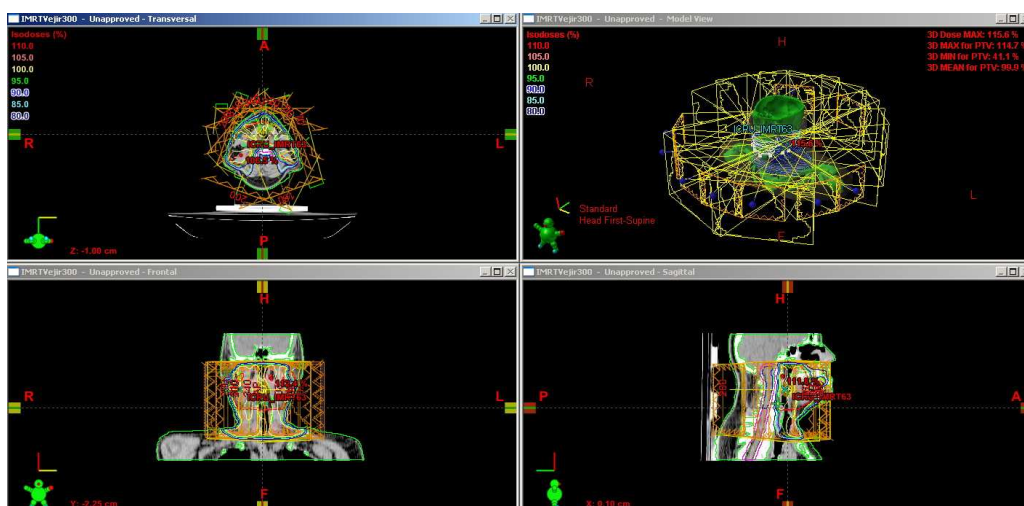 IMRTVejir300 - Unapproved - Transversal
Isodoses (%)
110.0
105.0
100.0
95.0
90.0
85.0
80.0
A
R
L
P
Z: -1.00 cm
IMRTVejir300 - Unapproved - Model View
Isodoses (%)
110.0
105.0
100.0
95.0
90.0
85.0
80.0
3D Dose MAX: 115.6 %
3D MAX for PTV: 114.7 %
3D MIN for PTV: 41.1 %
3D MEAN for PTV: 99.9 %
H
R
ICRU_IMRT63
L
Standard
Head First-Supine
F
IMRTVejir300 - Unapproved - Frontal
H
R
L
ICRU_IMRT63
F
Y: -2.25 cm
IMRTVejir300 - Unapproved - Sagittal
H
P
A
F
X: 0.10 cm